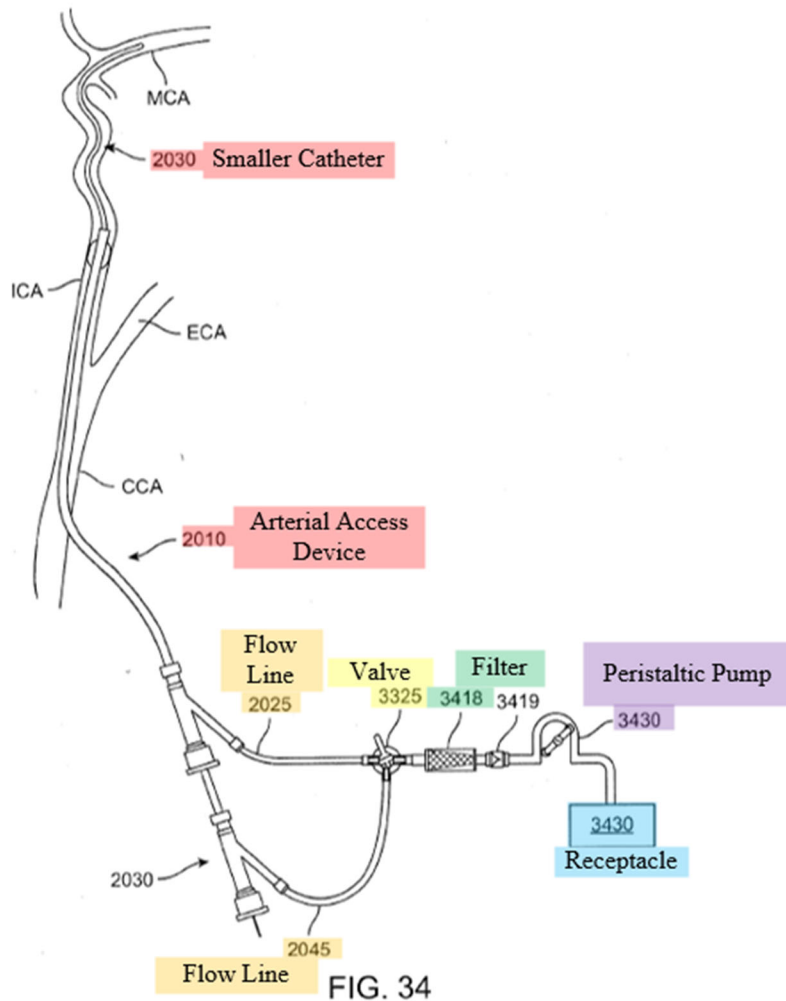 MCA
2030 Smaller Catheter
ICA
ECA
CCA
2010 Arterial Access
Device
Flow
Line
2025
Valve
3325
Filter
3418
3419
Peristaltic Pump
3430
3430
Receptacle
2030
2045
Flow Line
FIG. 34